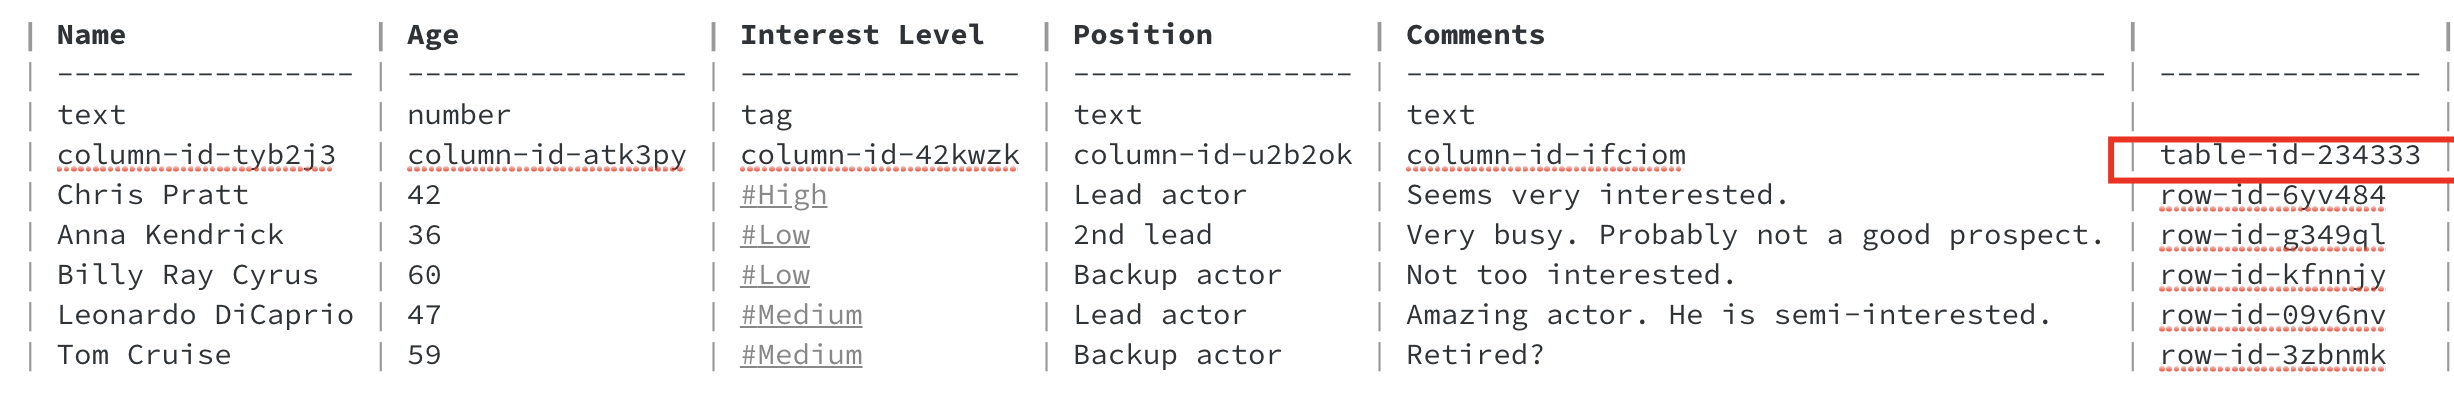 | Name | Age | Interest Level | Position | Comments | |
| ----------------- | ---------------- | ---------------- | ---------------- | ---------------------------------------- | --------------- |
| text | number | tag | text | text | |
| column-id-tyb2j3 | column-id-atk3py | column-id-42kwzk | column-id-u2b2ok | column-id-ifciom | table-id-234333 |
| Chris Pratt | 42 | #High | Lead actor | Seems very interested. | row-id-6yv484 |
| Anna Kendrick | 36 | #Low | 2nd lead | Very busy. Probably not a good prospect. | row-id-g349ql |
| Billy Ray Cyrus | 60 | #Low | Backup actor | Not too interested. | row-id-kfnnjy |
| Leonardo DiCaprio | 47 | #Medium | Lead actor | Amazing actor. He is semi-interested. | row-id-09v6nv |
| Tom Cruise | 59 | #Medium | Backup actor | Retired? | row-id-3zbnmk |